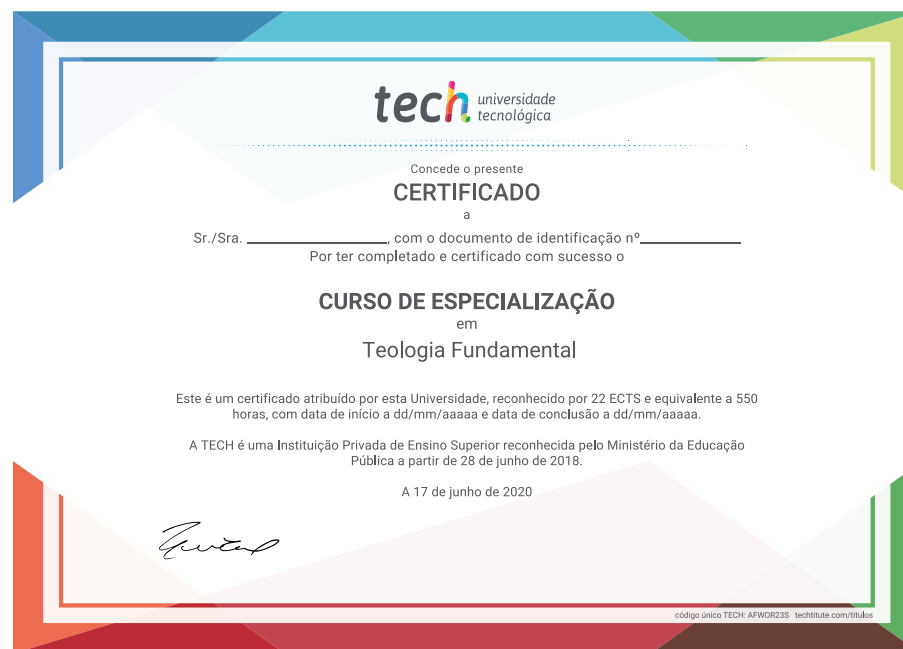 tech universidade
tecnológica
Concede o presente
CERTIFICADO
a
Sr./Sra. ________________, com o documento de identificação nº____________
Por ter completado e certificado com sucesso o
CURSO DE ESPECIALIZAÇÃO
em
Teologia Fundamental
Este é um certificado atribuído por esta Universidade, reconhecido por 22 ECTS e equivalente a 550
horas, com data de início a dd/mm/aaaaa e data de conclusão a dd/mm/aaaaa.
A TECH é uma Instituição Privada de Ensino Superior reconhecida pelo Ministério da Educação
Pública a partir de 28 de junho de 2018.
A 17 de junho de 2020
código único TECH: AFWOR23S techtitute.com/titulos